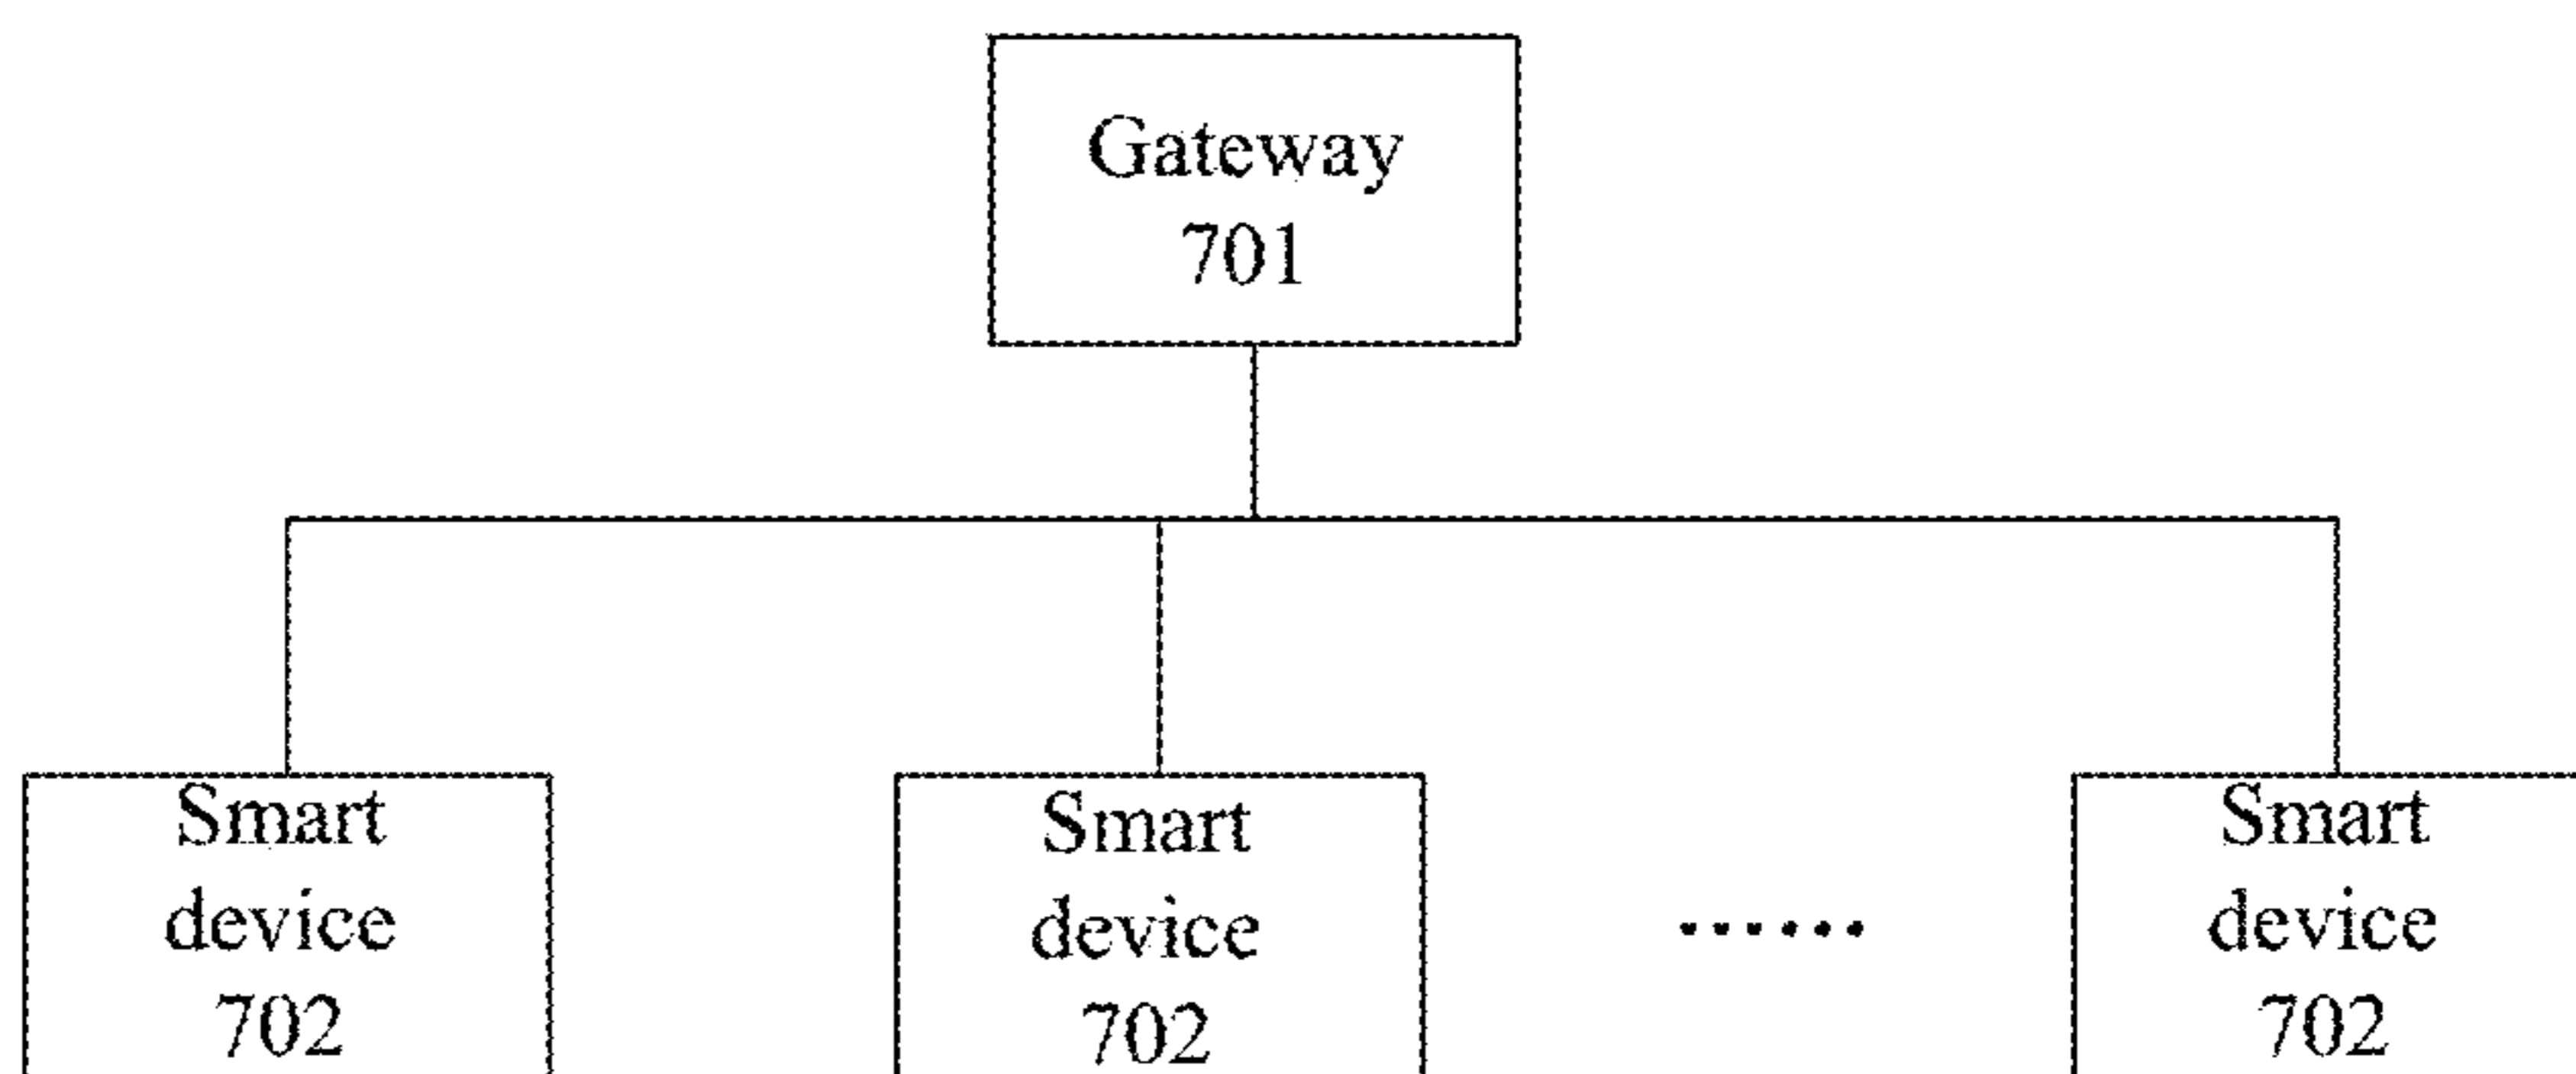 Gateway
701
Smart
device
702
Smart
device
702
......
Smart
device
702